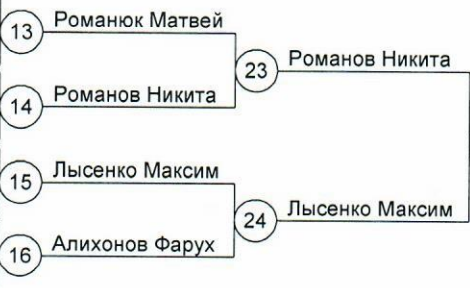 13 Романюк Матвей
23 Романов Никита
14 Романов Никита
15 Лысенко Максим
24 Лысенко Максим
16 Алихонов Фарух